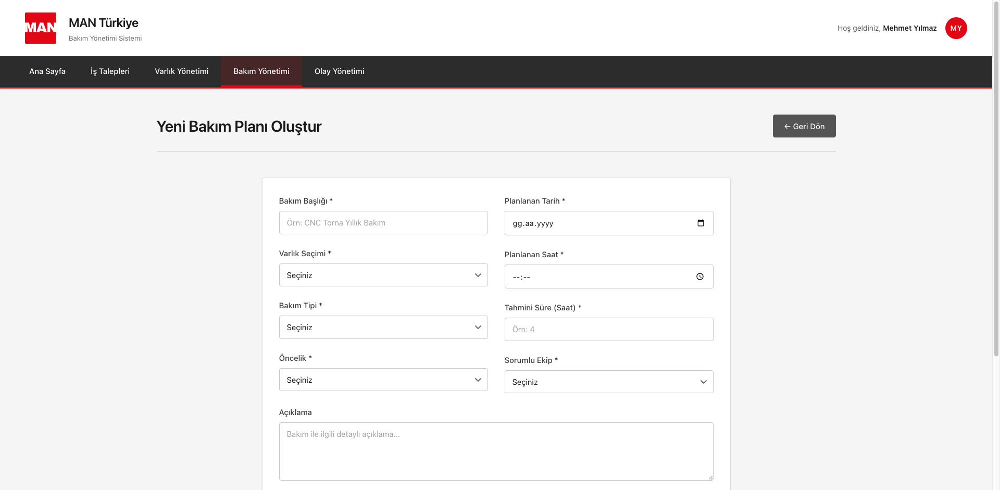 MAN
MAN Türkiye
Bakım Yönetimi Sistemi
Hoş geldiniz, Mehmet Yılmaz
MY
Ana Sayfa
İş Talepleri
Varlık Yönetimi
Bakım Yönetimi
Olay Yönetimi
Yeni Bakım Planı Oluştur
← Geri Dön
Bakım Başlığı *
Örn: CNC Torna Yıllık Bakım
Planlanan Tarih *
gg.aa.yyyy
Varlık Seçimi *
Seçiniz
Planlanan Saat *
--:--
Bakım Tipi *
Seçiniz
Tahmini Süre (Saat) *
Örn: 4
Öncelik *
Seçiniz
Sorumlu Ekip *
Seçiniz
Açıklama
Bakım ile ilgili detaylı açıklama...